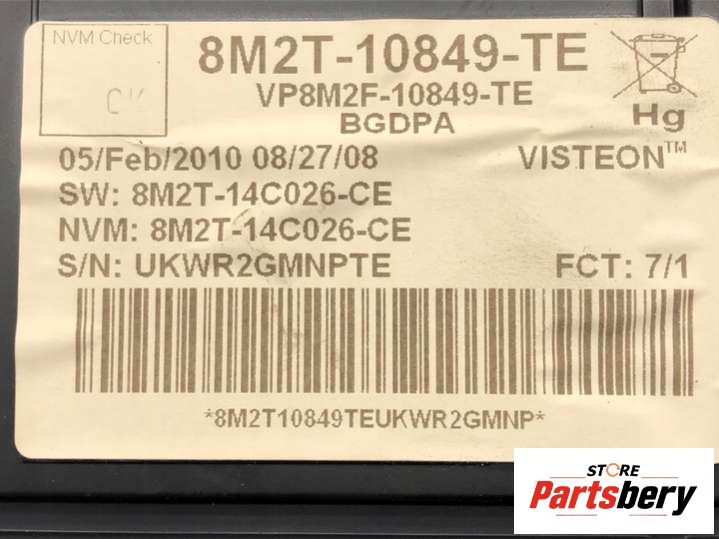 NVM Check
OK
8M2T-10849-TE
VP8M2F-10849-TE
BGDPA
Hg
05/Feb/2010 08/27/08
VISTEON™
SW: 8M2T-14C026-CE
NVM: 8M2T-14C026-CE
S/N: UKWR2GMNPTE
FCT: 7/1
*8M2T10849TEUKWR2GMNP*
STORE
Partsbery